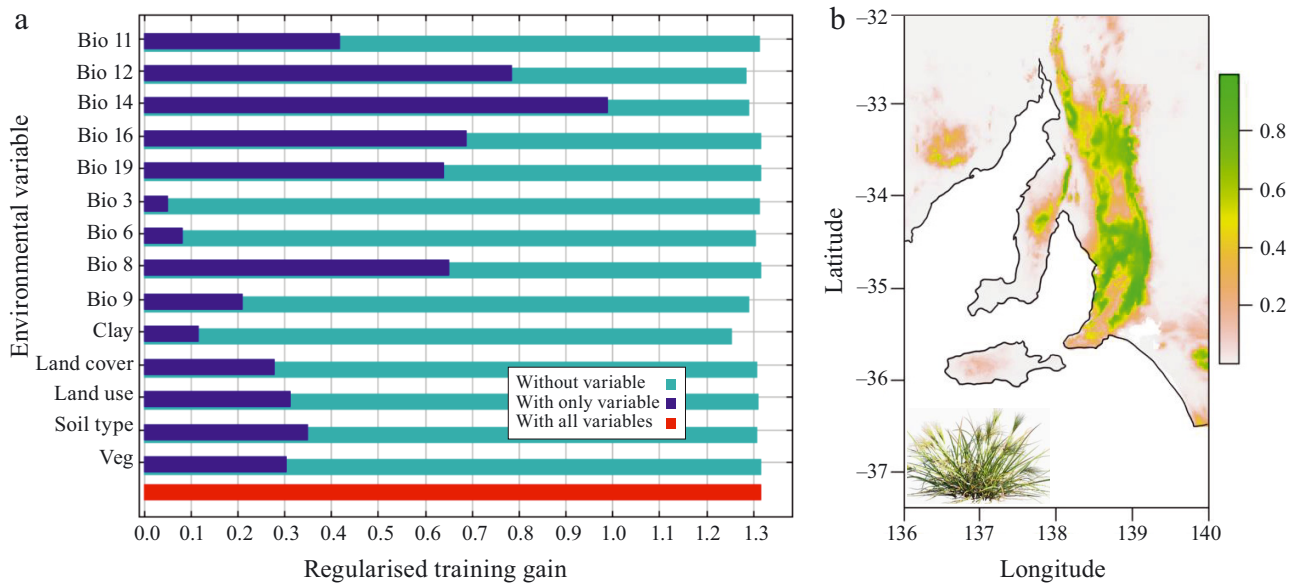 a
Environmental variable
Bio 11
Bio 12
Bio 14
Bio 16
Bio 19
Bio 3
Bio 6
Bio 8
Bio 9
Clay
Land cover
Land use
Soil type
Veg
Without variable
With only variable
With all variables
0.0 0.1 0.2 0.3 0.4 0.5 0.6 0.7 0.8 0.9 1.0 1.1 1.2 1.3
Regularised training gain
b
Latitude
−32
−33
−34
−35
−36
−37
136 137 138 139 140
Longitude
0.8
0.6
0.4
0.2